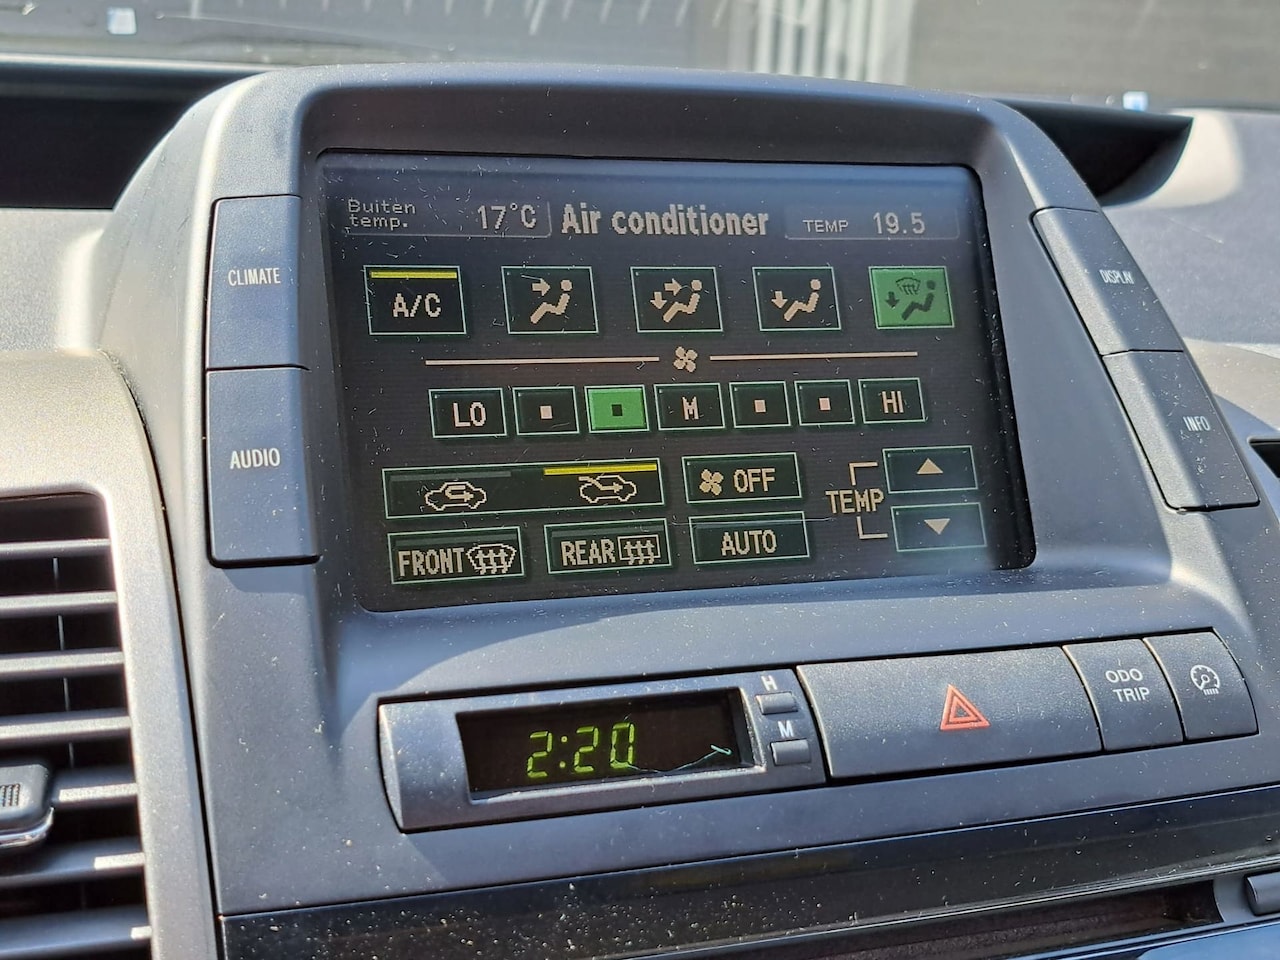 Buiten temp. 17°C Air conditioner TEMP 19.5
CLIMATE
DISPLAY
A/C
LO M HI
AUDIO
INFO
OFF
TEMP
FRONT REAR AUTO
H
M
2:20
ODO
TRIP